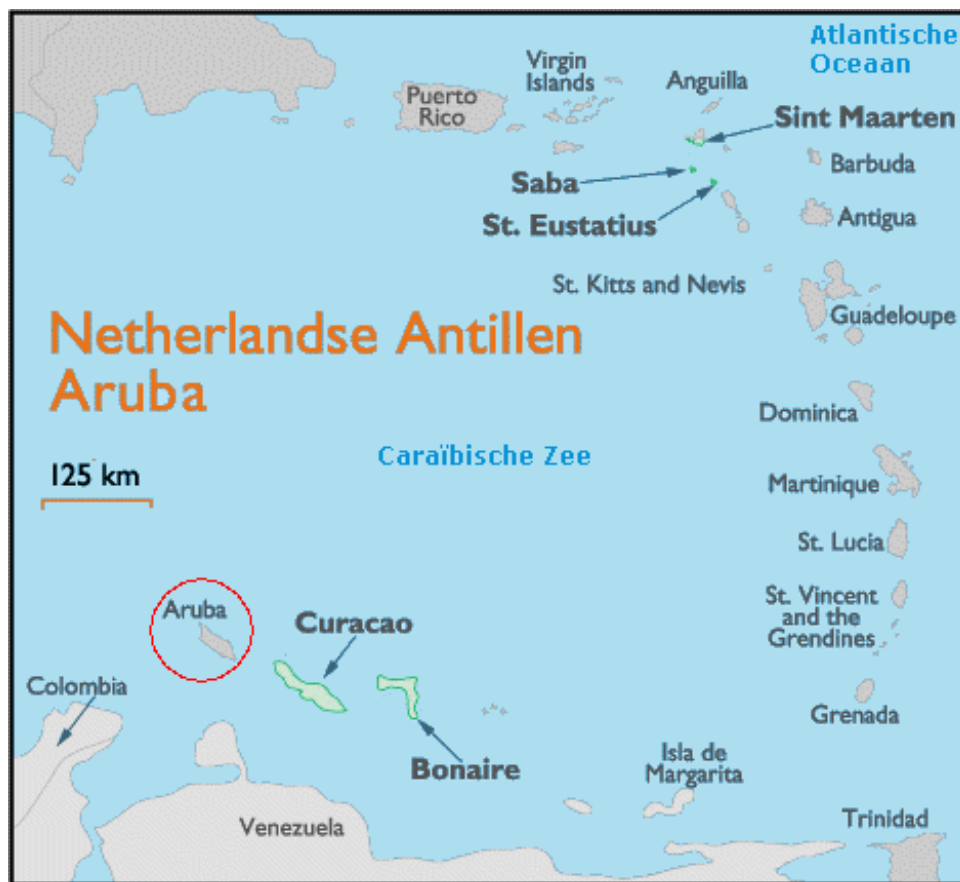 Atlantische
Oceaan
Virgin
Islands
Anguilla
Puerto
Rico
Sint Maarten
Barbuda
Saba
St. Eustatius
Antigua
St. Kitts and Nevis
Guadeloupe
Netherlandse Antillen
Aruba
Dominica
Caraïbische Zee
125 km
Martinique
St. Lucia
Aruba
Curacao
St. Vincent
and the
Grendines
Colombia
Grenada
Bonaire
Isla de
Margarita
Venezuela
Trinidad